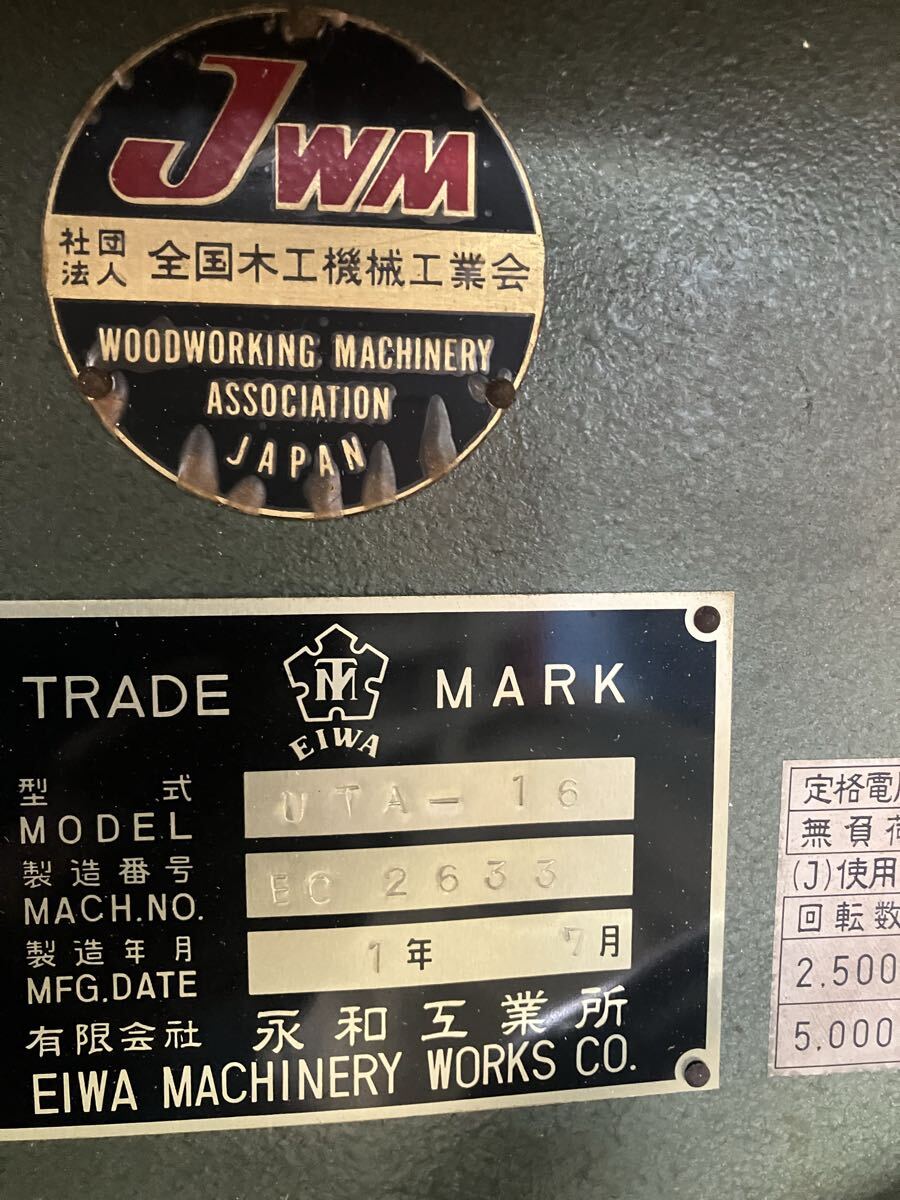 JWM
社団法人 全国木工機械工業会
WOODWORKING MACHINERY
ASSOCIATION
JAPAN
TRADE MARK
EIWA
型式 UTA-16
MODEL
製造番号 EC 2633
MACH.NO.
製造年月 1年 7月
MFG.DATE
有限会社 永和工業所
EIWA MACHINERY WORKS CO.
定格電
無負荷
(J)使用
回転数
2.500
5.000